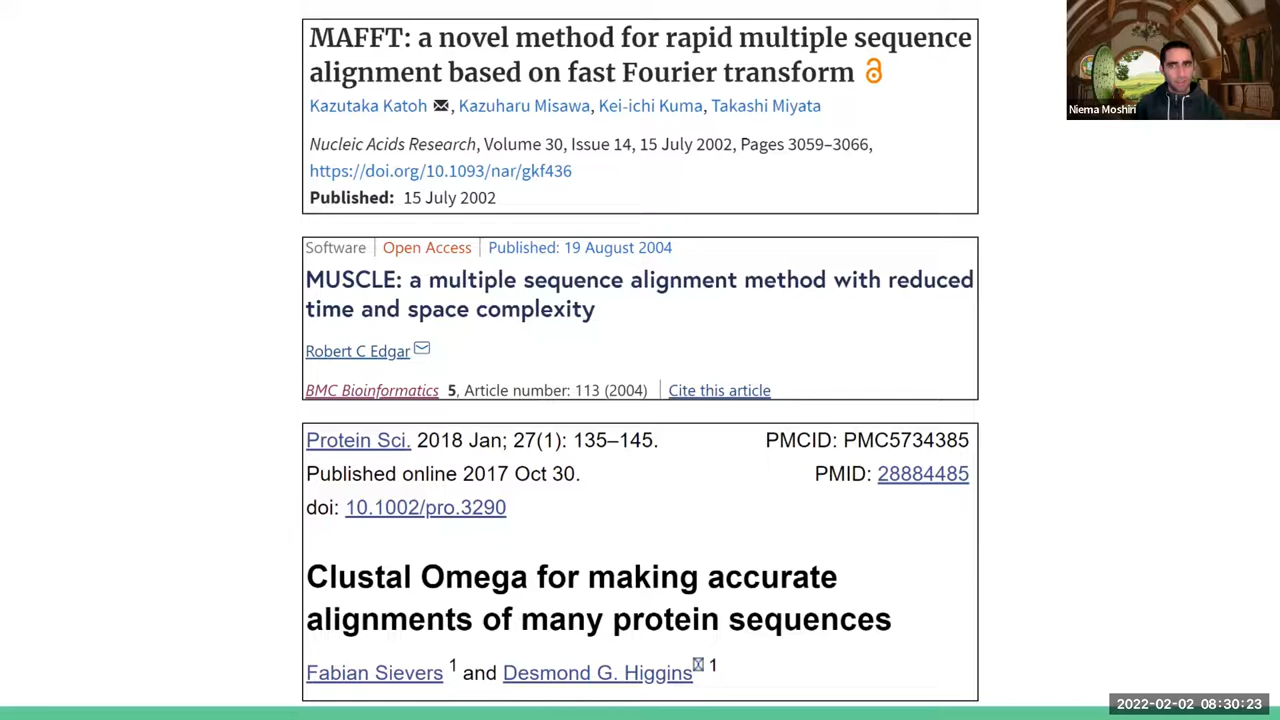 MAFFT: a novel method for rapid multiple sequence
alignment based on fast Fourier transform
Kazutaka Katoh, Kazuharu Misawa, Kei-ichi Kuma, Takashi Miyata
Nucleic Acids Research, Volume 30, Issue 14, 15 July 2002, Pages 3059–3066,
https://doi.org/10.1093/nar/gkf436
Published: 15 July 2002
Niema Moshiri
Software | Open Access | Published: 19 August 2004
MUSCLE: a multiple sequence alignment method with reduced
time and space complexity
Robert C Edgar
BMC Bioinformatics 5, Article number: 113 (2004) | Cite this article
Protein Sci. 2018 Jan; 27(1): 135–145. PMCID: PMC5734385
Published online 2017 Oct 30. PMID: 28884485
doi: 10.1002/pro.3290
Clustal Omega for making accurate
alignments of many protein sequences
Fabian Sievers 1 and Desmond G. Higgins 1
2022-02-02 08:30:23